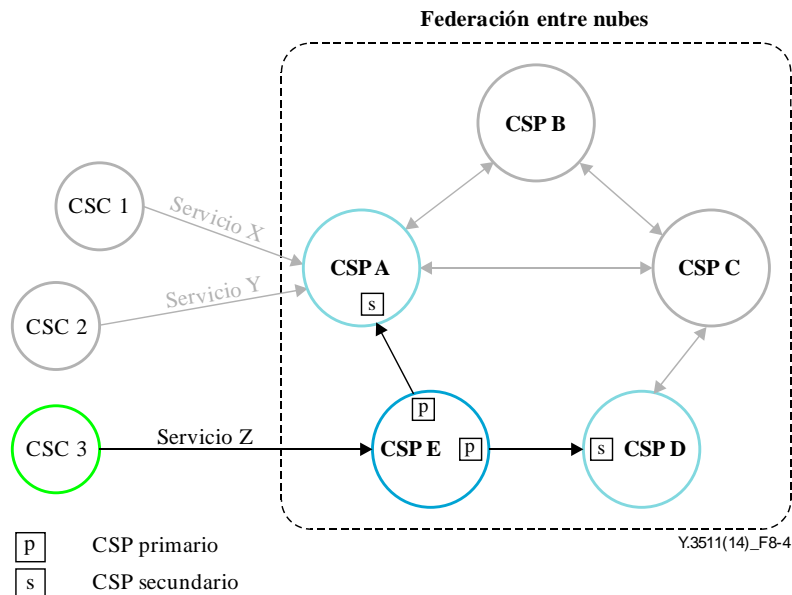 Federación entre nubes
CSP B
CSC 1
Servicio X
CSP A
CSP C
Servicio Y
s
CSC 2
p
CSC 3
Servicio Z
CSP E
p
s
CSP D
Y.3511(14)_F8-4
p CSP primario
s CSP secundario